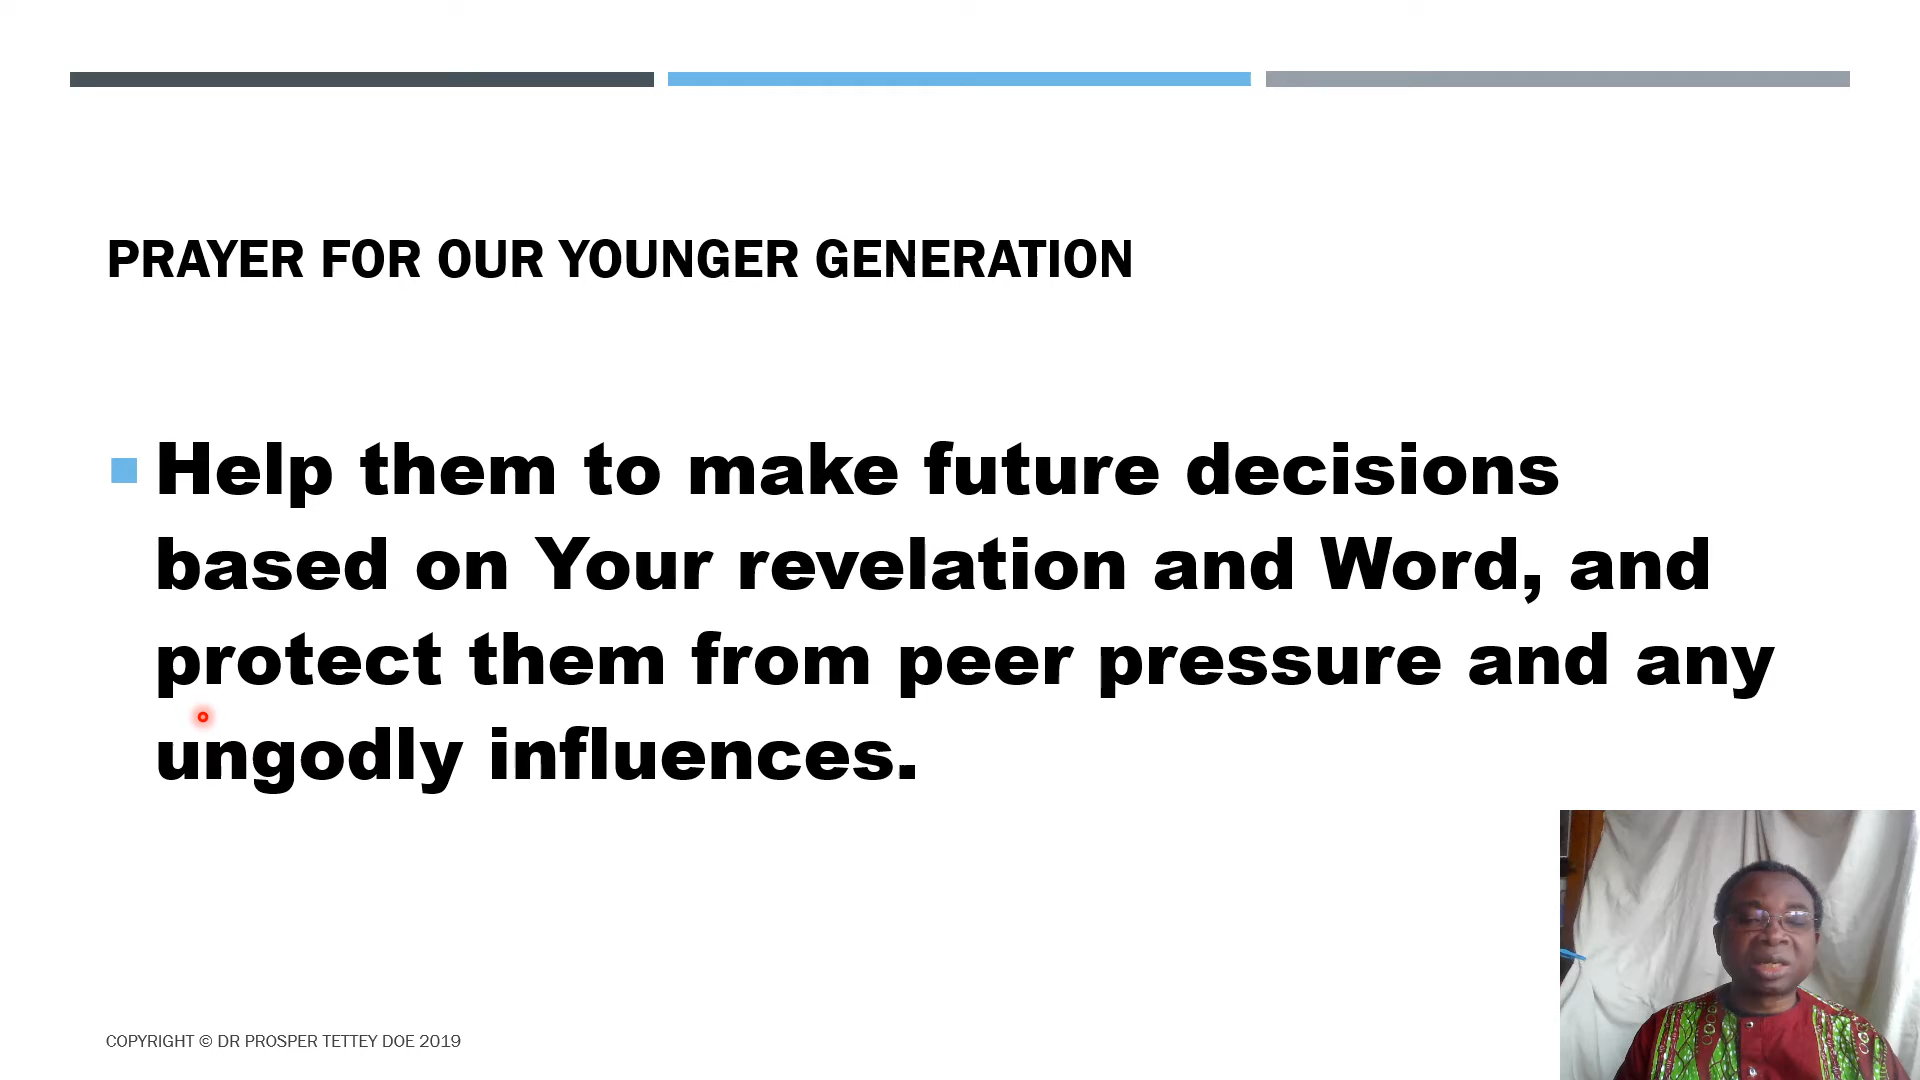 PRAYER FOR OUR YOUNGER GENERATION
Help them to make future decisions
based on Your revelation and Word, and
protect them from peer pressure and any
ungodly influences.
COPYRIGHT © DR PROSPER TETTEY DOE 2019